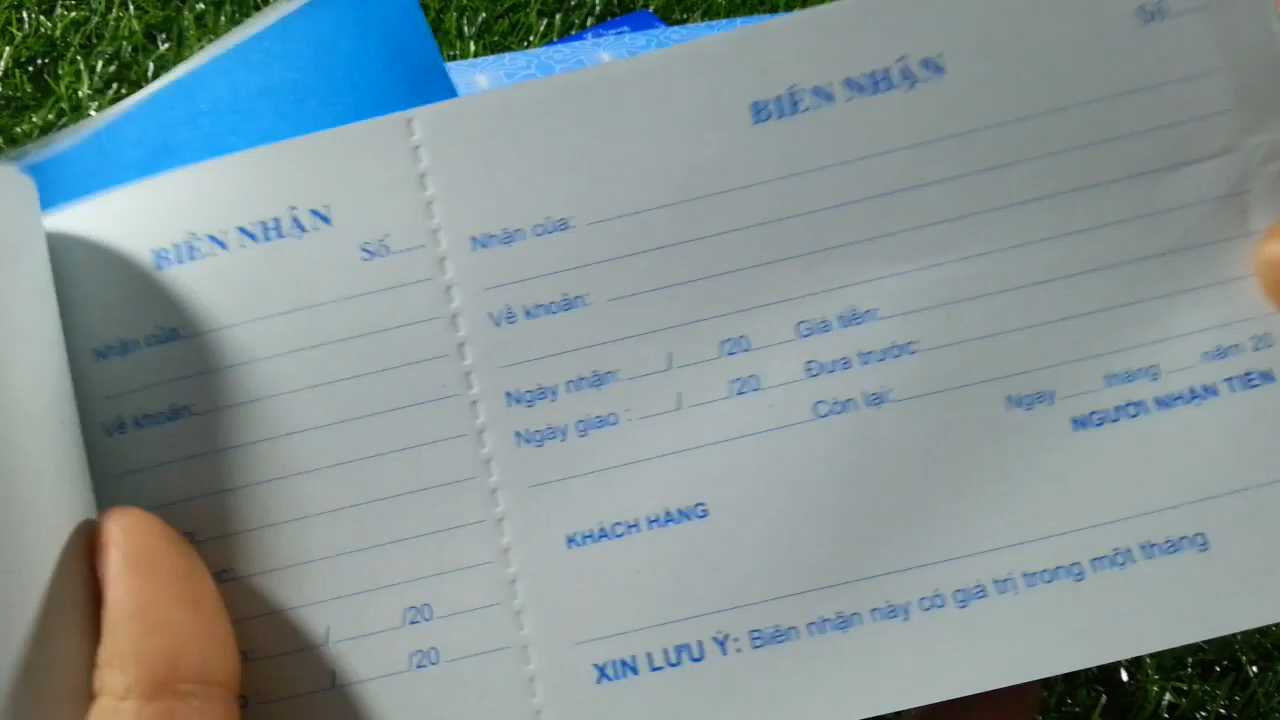 BIÊN NHẬN
Số
Nhận của:
Về khoản:
/ /20
/ /20
Số
BIÊN NHẬN
Nhận của:
Về khoản:
Ngày nhận: / /20 Giá tiền:
Ngày giao : / /20 Đưa trước:
Còn lại:
Ngày tháng năm 20
KHÁCH HÀNG NGƯỜI NHẬN TIỀN
XIN LƯU Ý: Biên nhận này có giá trị trong một tháng